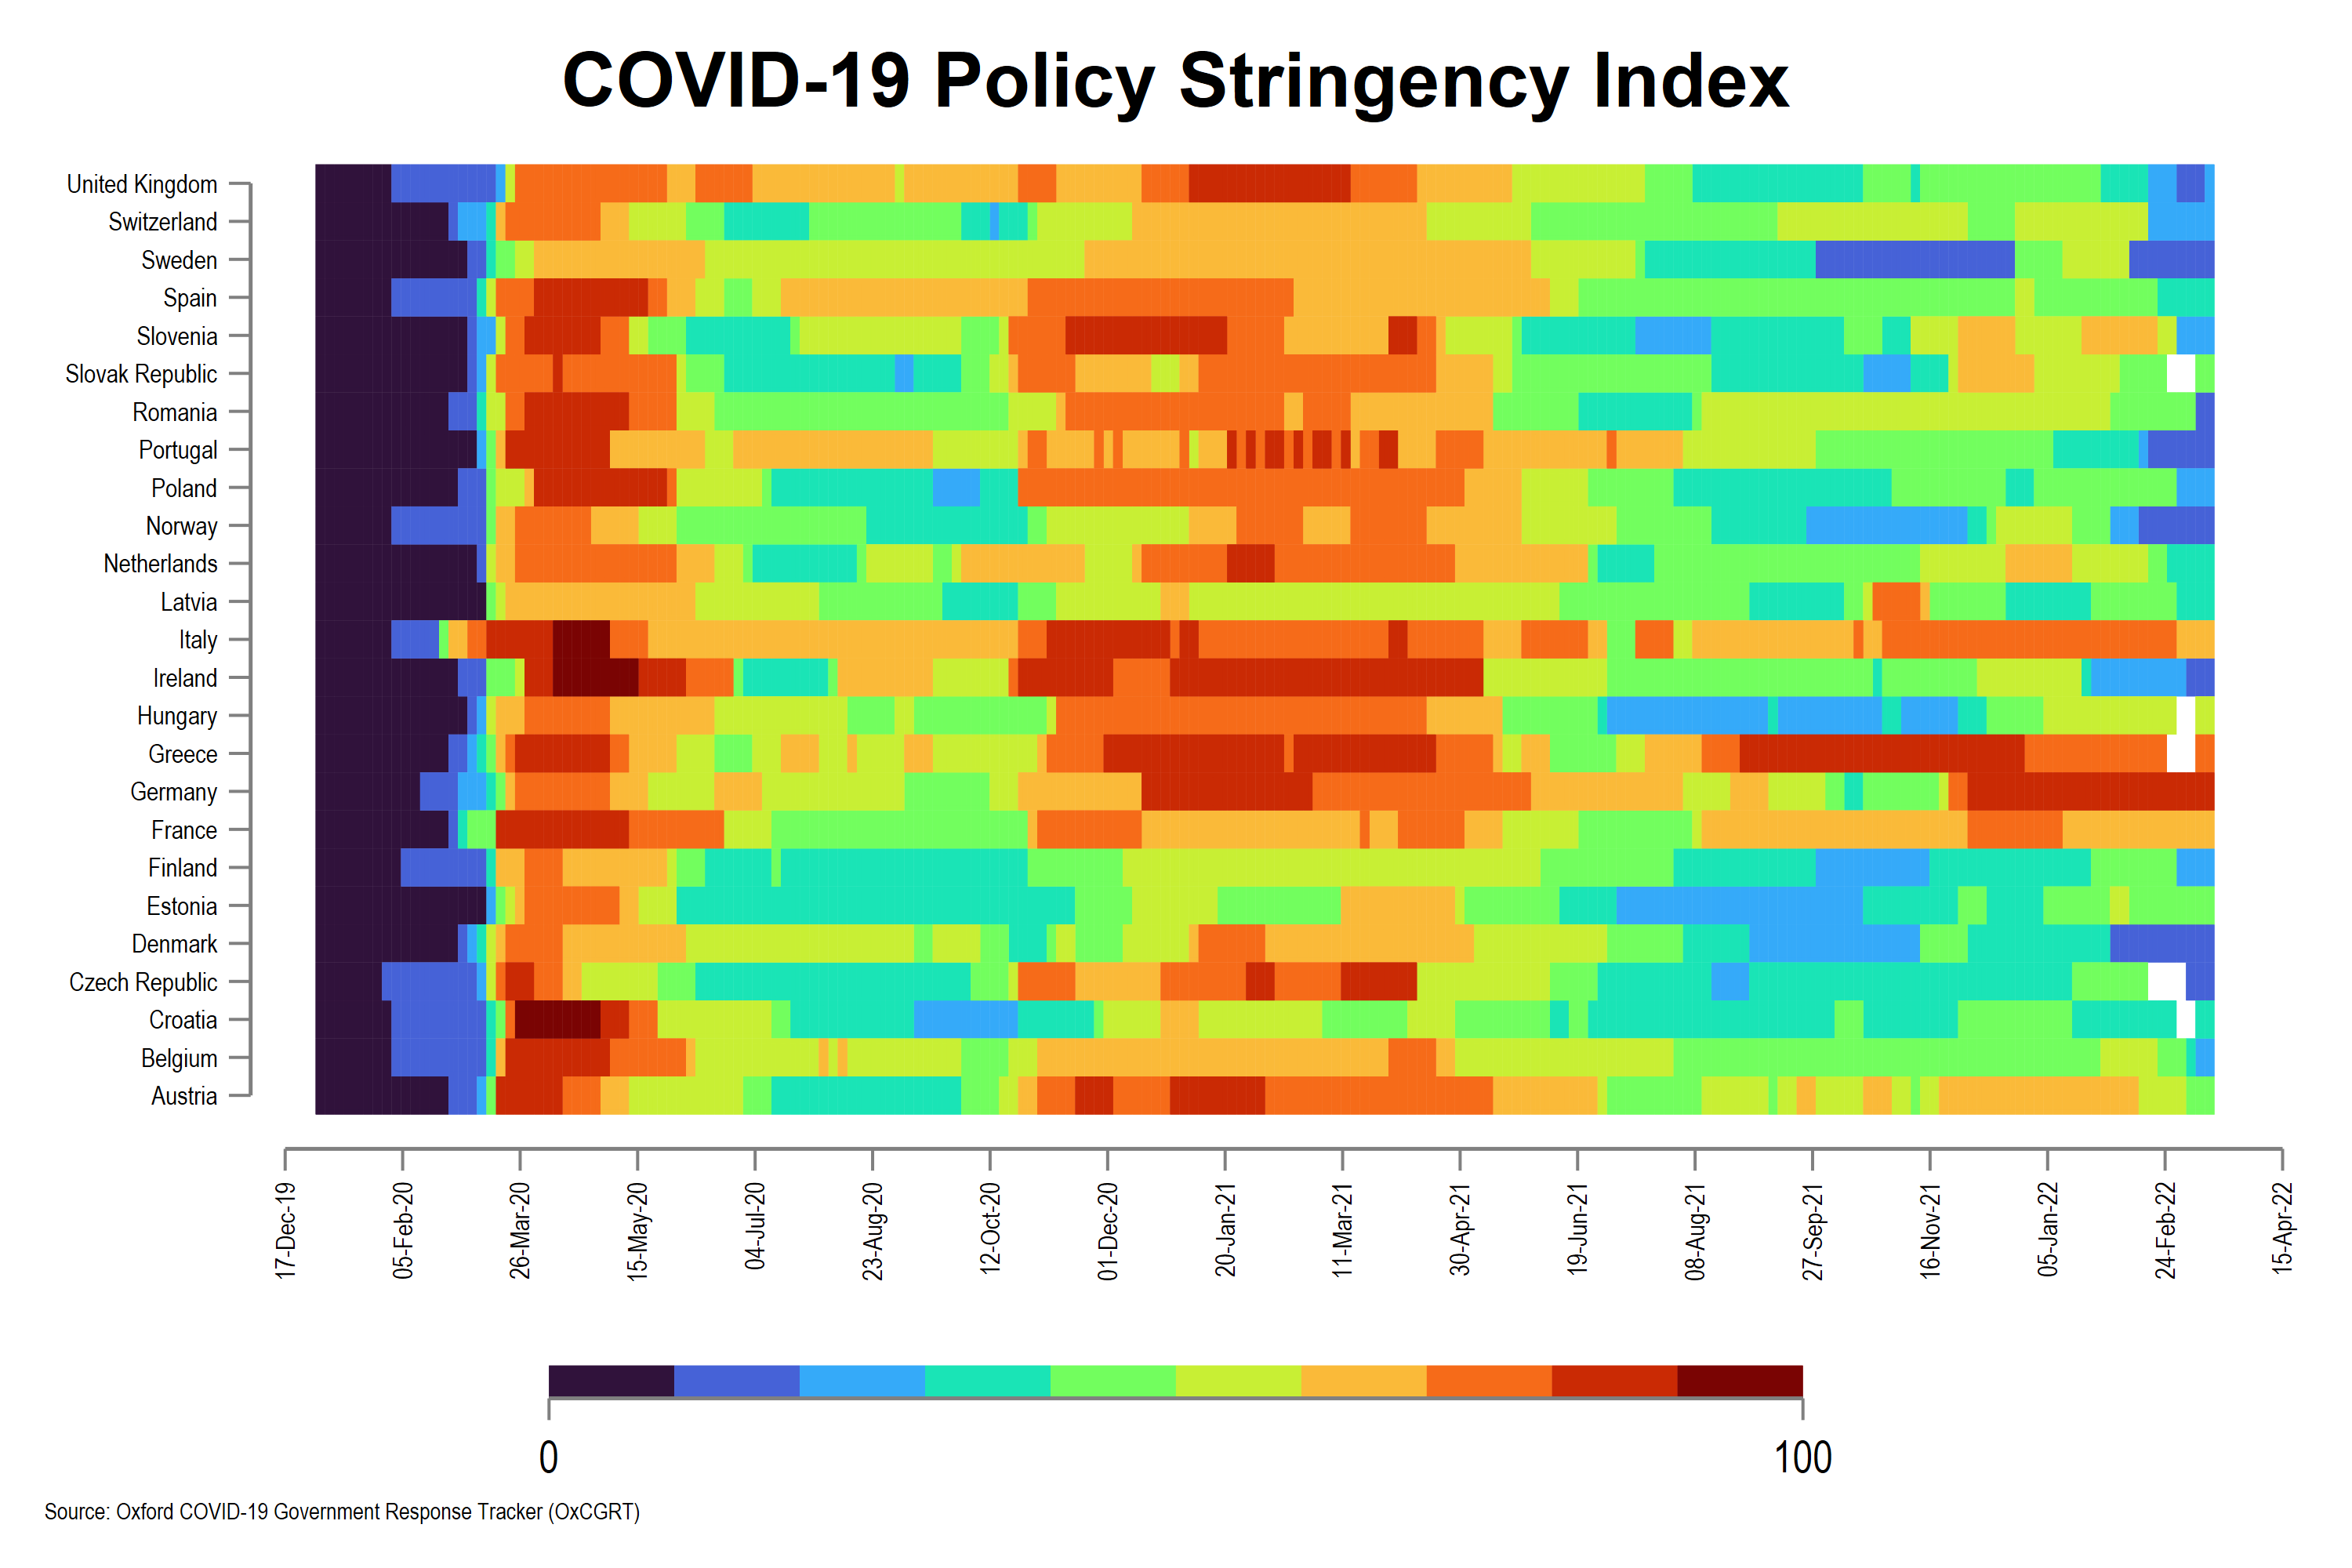 COVID-19 Policy Stringency Index
United Kingdom
Switzerland
Sweden
Spain
Slovenia
Slovak Republic
Romania
Portugal
Poland
Norway
Netherlands
Latvia
Italy
Ireland
Hungary
Greece
Germany
France
Finland
Estonia
Denmark
Czech Republic
Croatia
Belgium
Austria
17-Dec-19
05-Feb-20
26-Mar-20
15-May-20
04-Jul-20
23-Aug-20
12-Oct-20
01-Dec-20
20-Jan-21
11-Mar-21
30-Apr-21
19-Jun-21
08-Aug-21
27-Sep-21
16-Nov-21
05-Jan-22
24-Feb-22
15-Apr-22
0
100
Source: Oxford COVID-19 Government Response Tracker (OxCGRT)